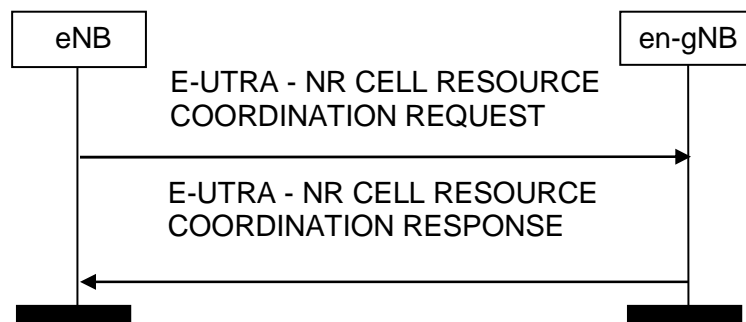 eNB
en-gNB
E-UTRA - NR CELL RESOURCE
COORDINATION REQUEST
E-UTRA - NR CELL RESOURCE
COORDINATION RESPONSE